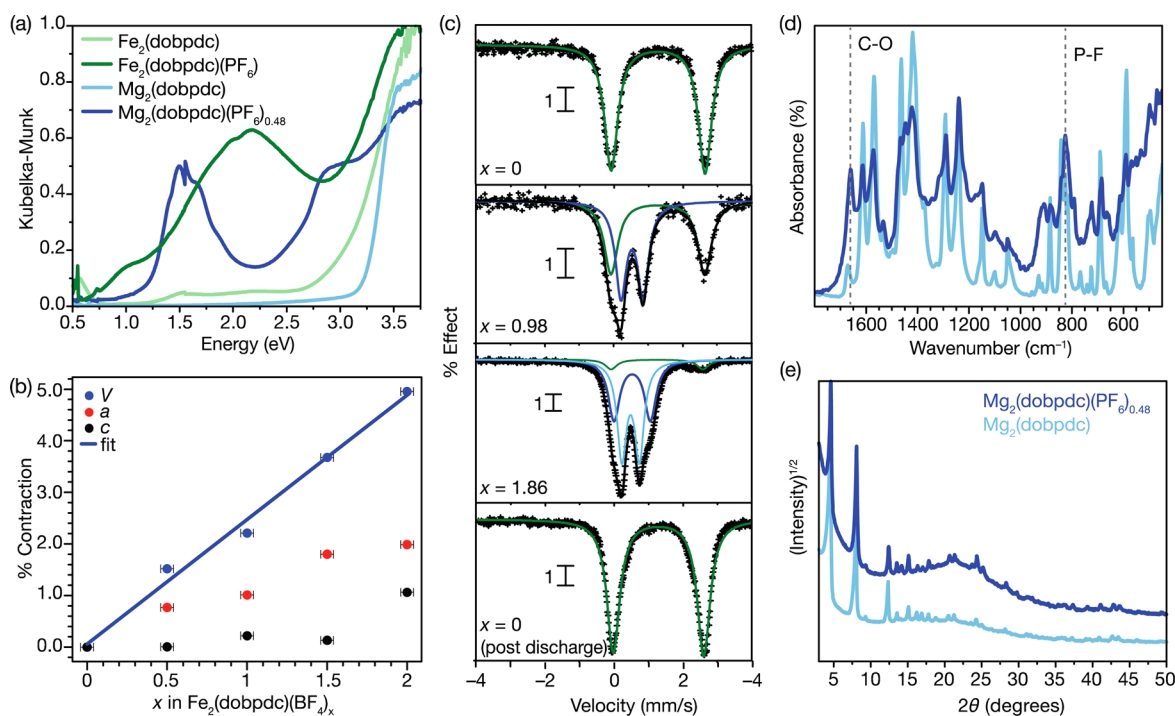 (a)
Fe2(dobpdc)
Fe2(dobpdc)(PF6)
Mg2(dobpdc)
Mg2(dobpdc)(PF6)0.48
Kubelka-Munk
1.0
0.8
0.6
0.4
0.2
0.0
0.5 1.0 1.5 2.0 2.5 3.0 3.5
Energy (eV)
(b)
V
a
c
fit
% Contraction
5.0
4.0
5.0
2.0
1.0
0.0
0 0.5 1.0 1.5 2
x in Fe2(dobpdc)(BF4)x
(c)
1
x = 0
1
x = 0.98
1
x = 1.86
1
x = 0
(post discharge)
% Effect
−4 −2 0 2 −4
Velocity (mm/s)
(d)
C-O
P-F
Absorbance (%)
1600 1400 1200 1000 800 600
Wavenumber (cm−1)
(e)
Mg2(dobpdc)(PF6)0.48
Mg2(dobpdc)
(Intensity)1/2
5 10 15 20 25 30 35 40 45 50
2θ (degrees)